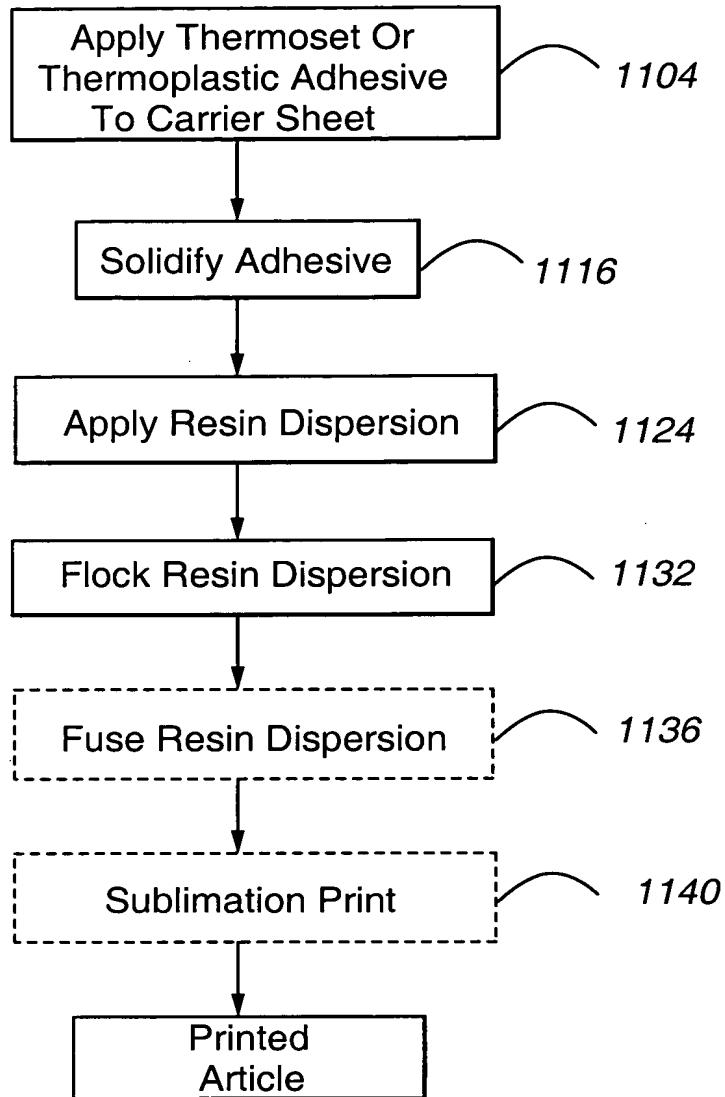 Apply Thermoset Or
Thermoplastic Adhesive
To Carrier Sheet
1104
Solidify Adhesive
1116
Apply Resin Dispersion
1124
Flock Resin Dispersion
1132
Fuse Resin Dispersion
1136
Sublimation Print
1140
Printed
Article